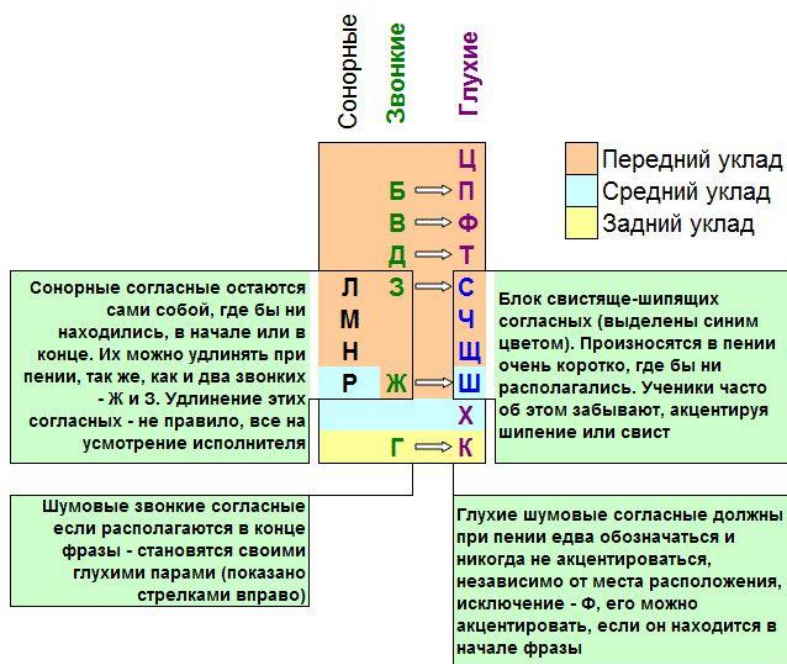 Сонорные
Звонкие
Глухие
Ц
Б П
В Ф
Д Т
Л З С
М Ч
Н Щ
Р Ж Ш
Х
Г К
Передний уклад
Средний уклад
Задний уклад
Сонорные согласные остаются
сами собой, где бы ни
находились, в начале или в
конце. Их можно удлинять при
пении, так же, как и два звонких
- Ж и З. Удлинение этих
согласных - не правило, все на
усмотрение исполнителя
Блок свистяще-шипящих
согласных (выделены синим
цветом). Произносятся в пении
очень коротко, где бы ни
располагались. Ученики часто
об этом забывают, акцентируя
шипение или свист
Шумовые звонкие согласные
если располагаются в конце
фразы - становятся своими
глухими парами (показано
стрелками вправо)
Глухие шумовые согласные должны
при пении едва обозначаться и
никогда не акцентироваться,
независимо от места расположения,
исключение - Ф, его можно
акцентировать, если он находится в
начале фразы